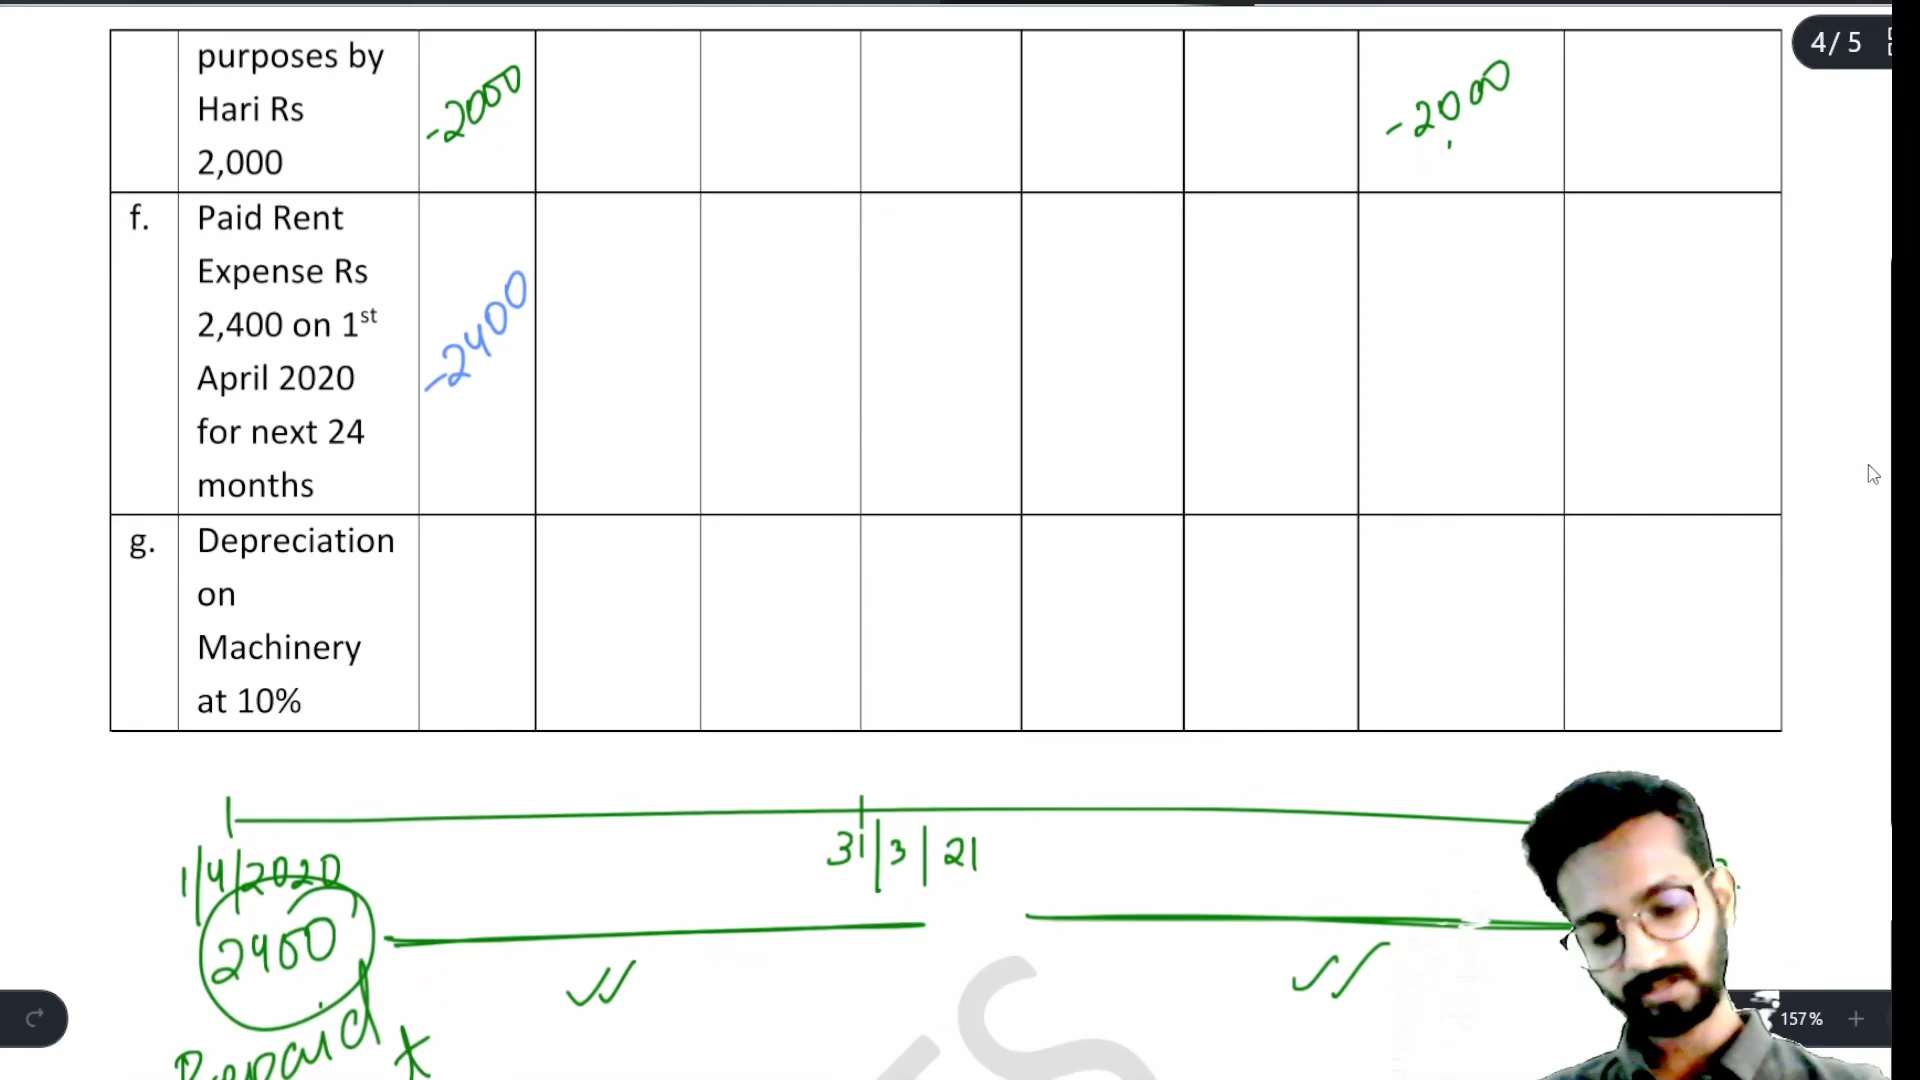 4/5
purposes by
Hari Rs
2,000
-2000
-2000
f.
Paid Rent
Expense Rs
2,400 on 1st
April 2020
for next 24
months
-2400
g.
Depreciation
on
Machinery
at 10%
1/4/2020
31/3/21
2400
Prepaid
157%